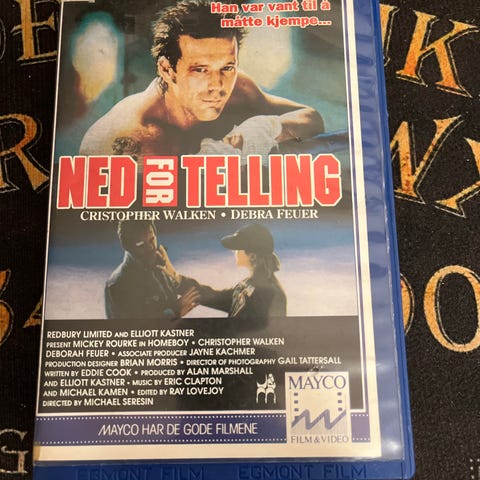 Han var vant til å
måtte kjempe...
NED FOR TELLING
CRISTOPHER WALKEN • DEBRA FEUER
REDBURY LIMITED AND ELLIOTT KASTNER
PRESENT MICKEY ROURKE IN HOMEBOY • CHRISTOPHER WALKEN
DEBORAH FEUER • ASSOCIATE PRODUCER JAYNE KACHMER
PRODUCTION DESIGNER BRIAN MORRIS • DIRECTOR OF PHOTOGRAPHY GAIL TATTERSALL
WRITTEN BY EDDIE COOK • PRODUCED BY ALAN MARSHALL
AND ELLIOTT KASTNER • MUSIC BY ERIC CLAPTON
AND MICHAEL KAMEN • EDITED BY RAY LOVEJOY
DIRECTED BY MICHAEL SERESIN
MAYCO
FILM & VIDEO
MAYCO HAR DE GODE FILMENE
EGMONT FILM EGMONT FILM